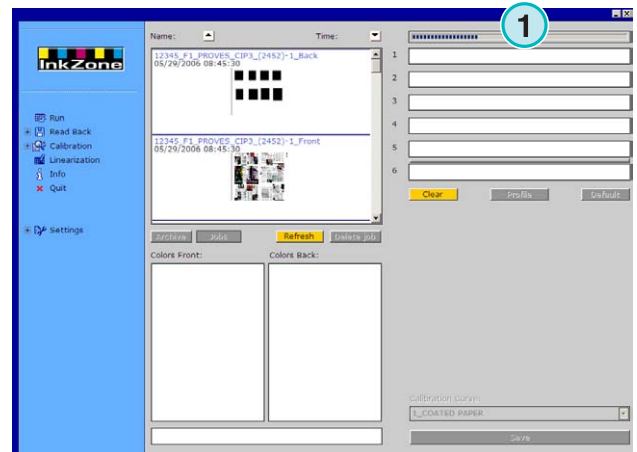 InkZone
Run
Read Back
Calibration
Linearization
Info
Quit
Settings
Name:
Time:
12345_F1_PROVES_CIP3_(2452)-1_Back
05/29/2006 08:45:30
12345_F1_PROVES_CIP3_(2452)-1_Front
05/29/2006 08:45:30
Archive
Jobs
Refresh
Delete job
Colors Front:
Colors Back:
1
1
2
3
4
5
6
Clear
Profile
Default
Calibration Curves
1_COATED PAPER
Save